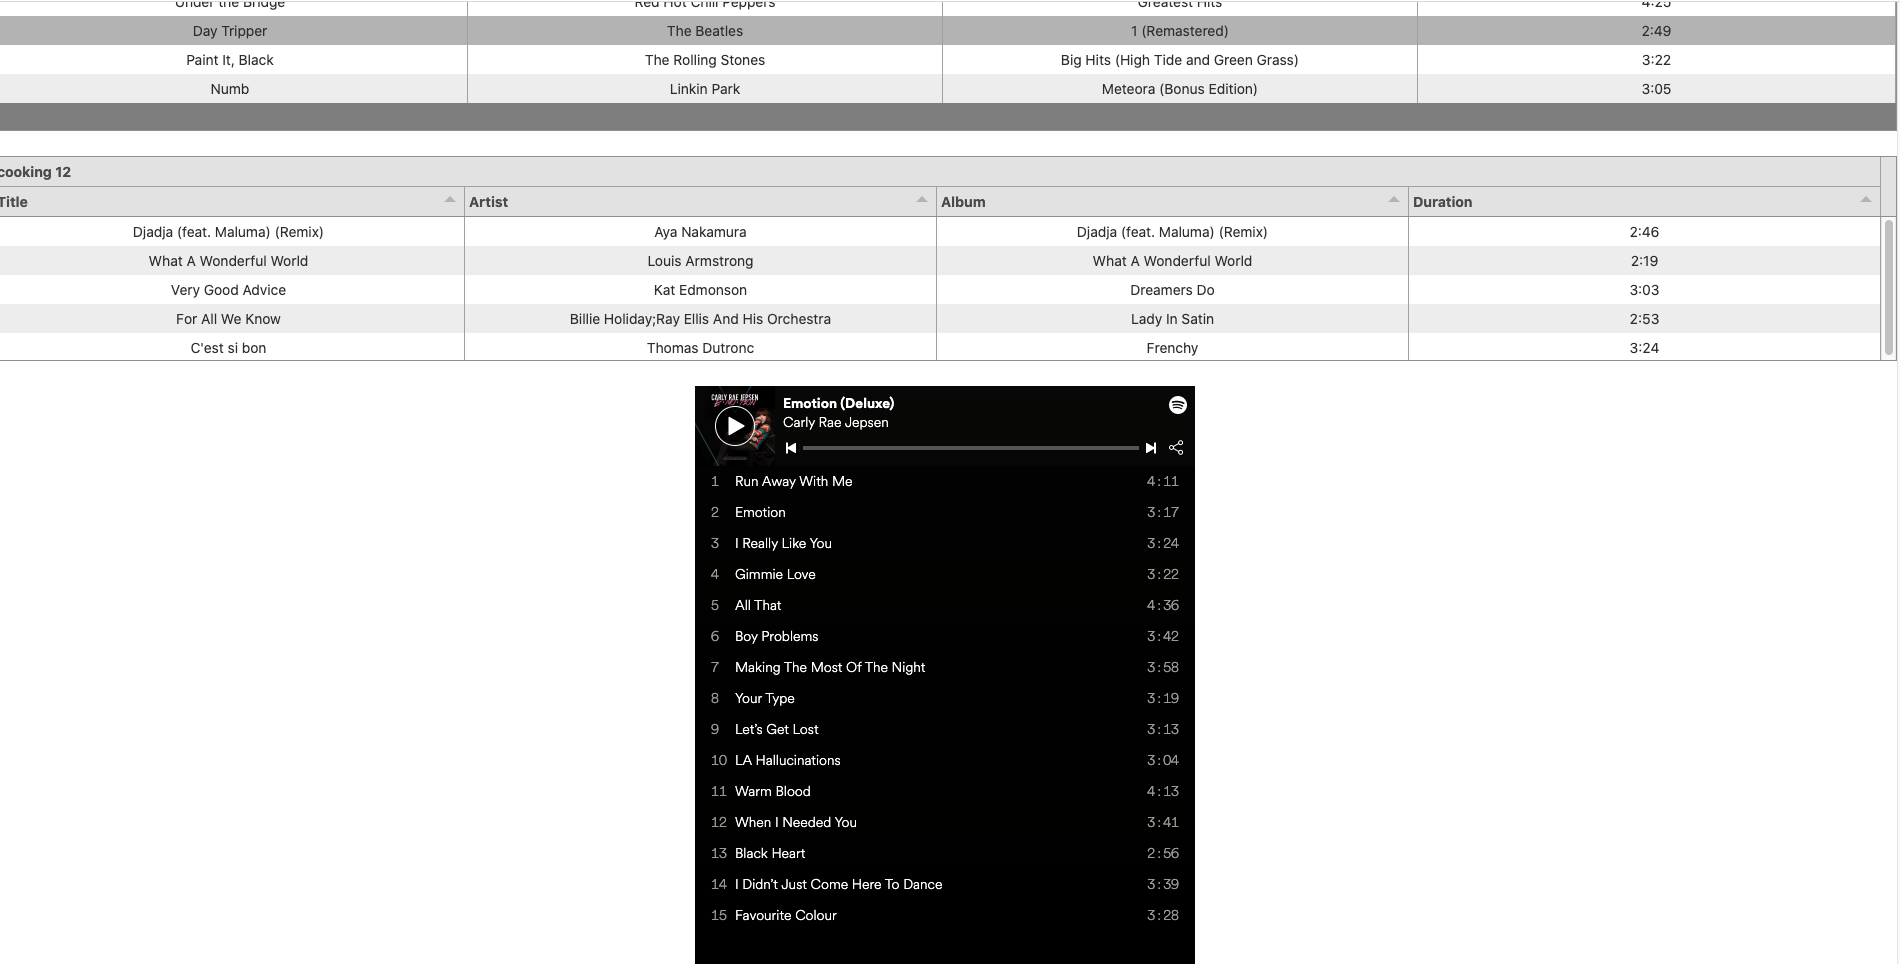 Under the Bridge Red Hot Chili Peppers Greatest Hits 4:25
Day Tripper The Beatles 1 (Remastered) 2:49
Paint It, Black The Rolling Stones Big Hits (High Tide and Green Grass) 3:22
Numb Linkin Park Meteora (Bonus Edition) 3:05
cooking 12
Title Artist Album Duration
Djadja (feat. Maluma) (Remix) Aya Nakamura Djadja (feat. Maluma) (Remix) 2:46
What A Wonderful World Louis Armstrong What A Wonderful World 2:19
Very Good Advice Kat Edmonson Dreamers Do 3:03
For All We Know Billie Holiday;Ray Ellis And His Orchestra Lady In Satin 2:53
C'est si bon Thomas Dutronc Frenchy 3:24
CARLY RAE JEPSEN
E•MO•TION
Emotion (Deluxe)
Carly Rae Jepsen
1 Run Away With Me 4:11
2 Emotion 3:17
3 I Really Like You 3:24
4 Gimmie Love 3:22
5 All That 4:36
6 Boy Problems 3:42
7 Making The Most Of The Night 3:58
8 Your Type 3:19
9 Let’s Get Lost 3:13
10 LA Hallucinations 3:04
11 Warm Blood 4:13
12 When I Needed You 3:41
13 Black Heart 2:56
14 I Didn’t Just Come Here To Dance 3:39
15 Favourite Colour 3:28